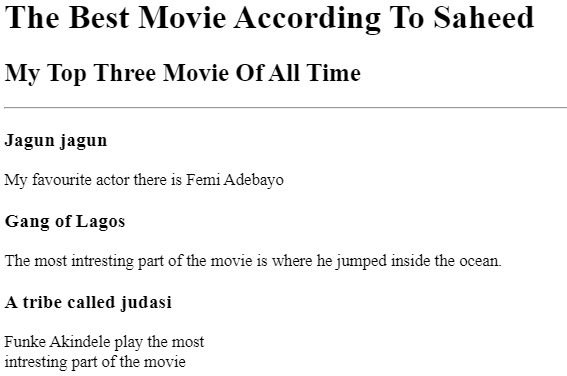 The Best Movie According To Saheed
My Top Three Movie Of All Time
Jagun jagun
My favourite actor there is Femi Adebayo
Gang of Lagos
The most intresting part of the movie is where he jumped inside the ocean.
A tribe called judasi
Funke Akindele play the most
intresting part of the movie